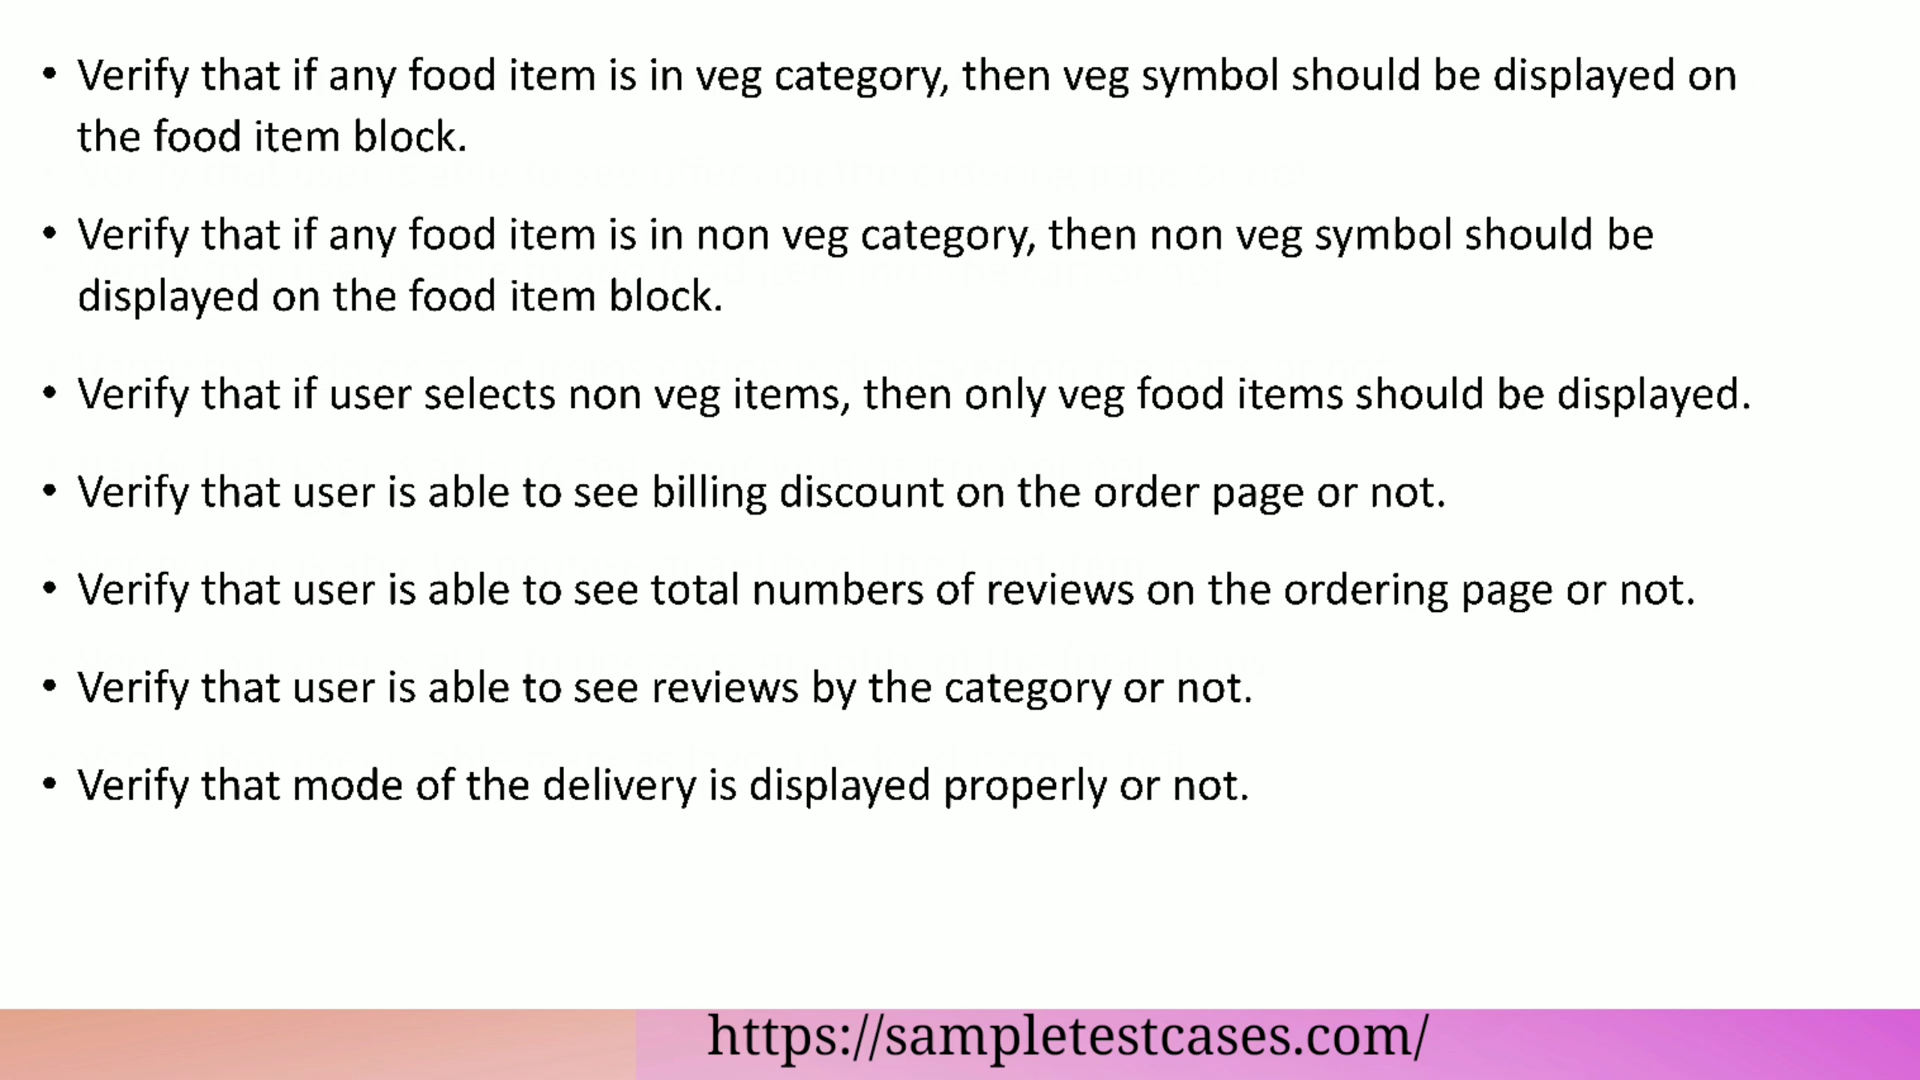 • Verify that if any food item is in veg category, then veg symbol should be displayed on
the food item block.
• Verify that if any food item is in non veg category, then non veg symbol should be
displayed on the food item block.
• Verify that if user selects non veg items, then only veg food items should be displayed.
• Verify that user is able to see billing discount on the order page or not.
• Verify that user is able to see total numbers of reviews on the ordering page or not.
• Verify that user is able to see reviews by the category or not.
• Verify that mode of the delivery is displayed properly or not.
https://sampletestcases.com/